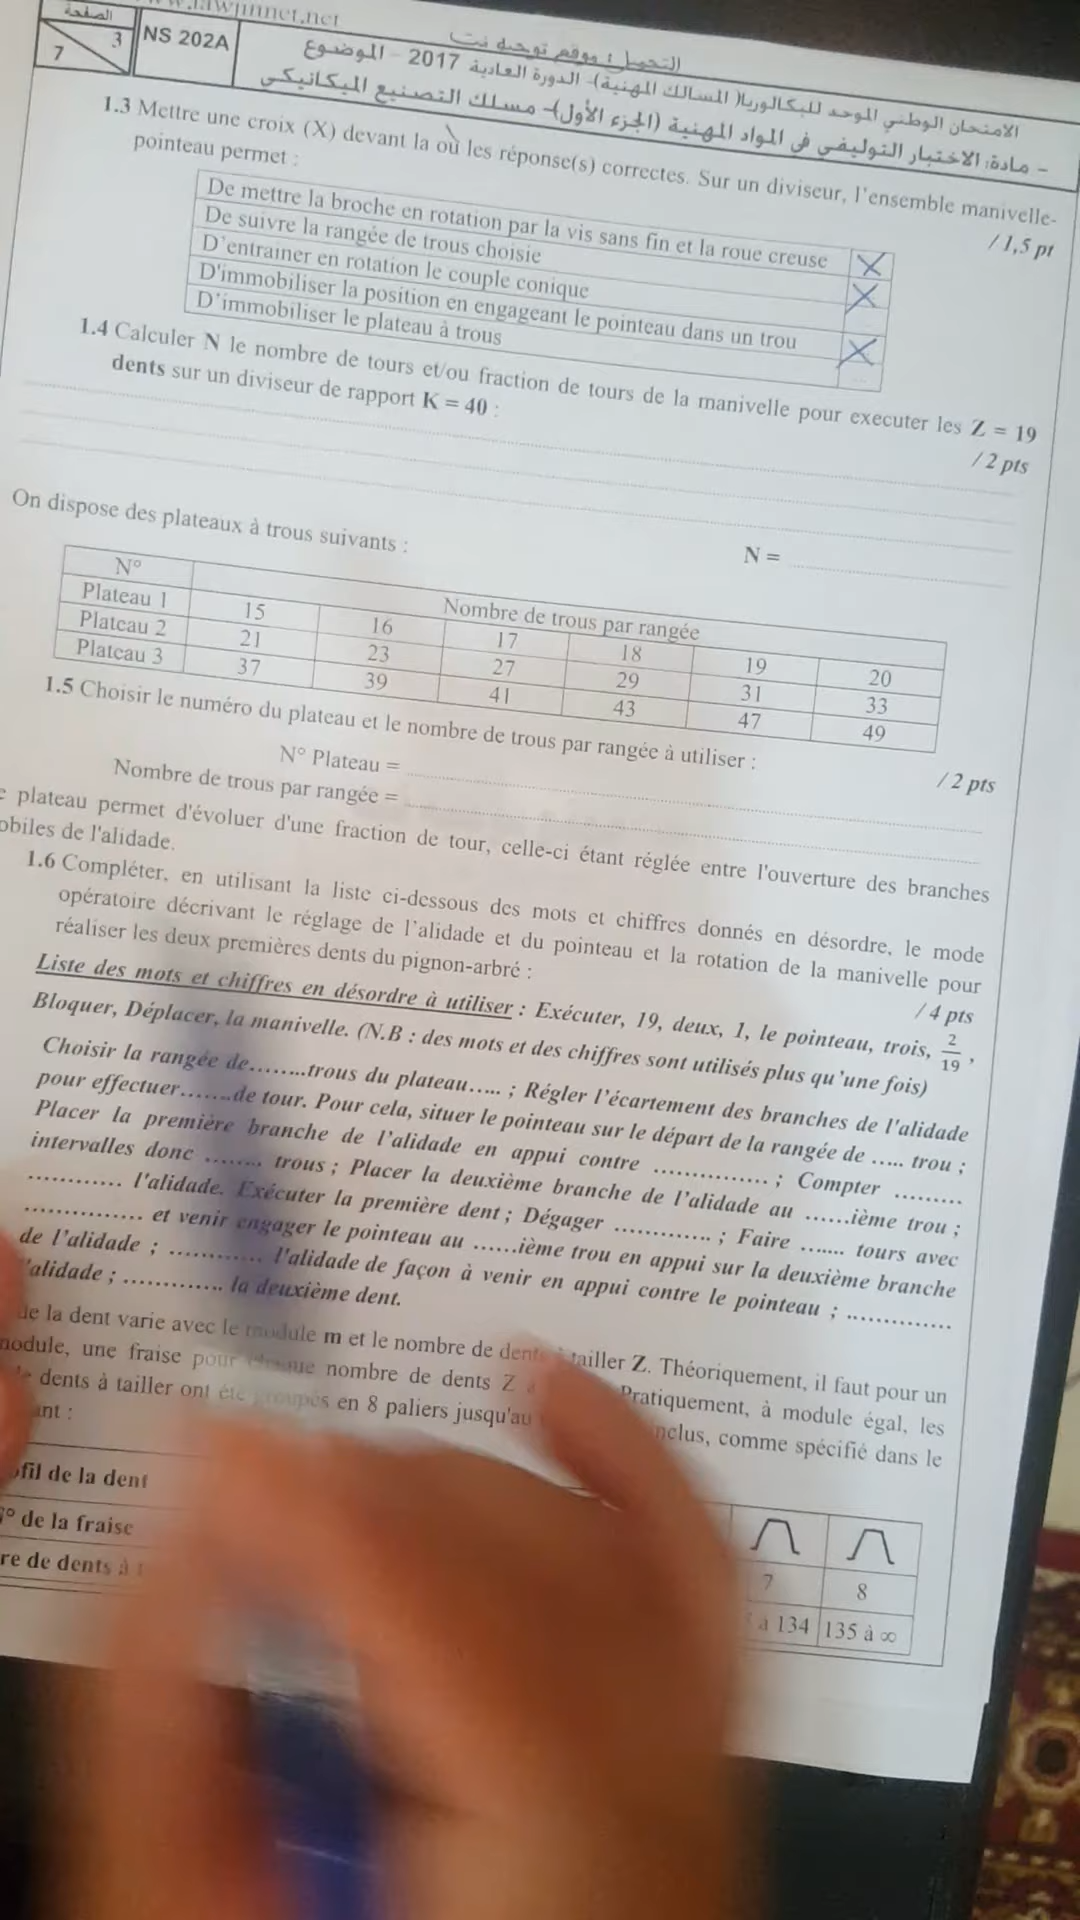 التحميل : موقع توجيه نت
الصفحة
3
7
NS 202A
الامتحان الوطني الموحد للبكالوريا (المسالك المهنية) - الدورة العادية 2017 - الموضوع
- مادة: الاختبار التوليفي في المواد المهنية (الجزء الأول)- مسلك التصنيع الميكانيكي
1.3 Mettre une croix (X) devant la où les réponse(s) correctes. Sur un diviseur, l'ensemble manivelle-
pointeau permet :
/ 1,5 pt
De mettre la broche en rotation par la vis sans fin et la roue creuse X
De suivre la rangée de trous choisie X
D'entrainer en rotation le couple conique
D'immobiliser la position en engageant le pointeau dans un trou X
D'immobiliser le plateau à trous
1.4 Calculer N le nombre de tours et/ou fraction de tours de la manivelle pour executer les Z = 19
dents sur un diviseur de rapport K = 40 :
/ 2 pts
N =
On dispose des plateaux à trous suivants :
N° Nombre de trous par rangée
Plateau 1 15 16 17 18 19 20
Plateau 2 21 23 27 29 31 33
Plateau 3 37 39 41 43 47 49
1.5 Choisir le numéro du plateau et le nombre de trous par rangée à utiliser :
/ 2 pts
N° Plateau =
Nombre de trous par rangée =
plateau permet d'évoluer d'une fraction de tour, celle-ci étant réglée entre l'ouverture des branches
obiles de l'alidade.
1.6 Compléter, en utilisant la liste ci-dessous des mots et chiffres donnés en désordre, le mode
opératoire décrivant le réglage de l'alidade et du pointeau et la rotation de la manivelle pour
réaliser les deux premières dents du pignon-arbré :
/ 4 pts
Liste des mots et chiffres en désordre à utiliser : Exécuter, 19, deux, 1, le pointeau, trois, 2/19,
Bloquer, Déplacer, la manivelle. (N.B : des mots et des chiffres sont utilisés plus qu'une fois)
Choisir la rangée de.........trous du plateau..... ; Régler l'écartement des branches de l'alidade
pour effectuer........de tour. Pour cela, situer le pointeau sur le départ de la rangée de ..... trou ;
Placer la première branche de l'alidade en appui contre .............. ; Compter .........
intervalles donc ........ trous ; Placer la deuxième branche de l'alidade au ......ième trou ;
............ l'alidade. Exécuter la première dent ; Dégager ............. ; Faire ....... tours avec
............... et venir engager le pointeau au ......ième trou en appui sur la deuxième branche
de l'alidade ; ............ l'alidade de façon à venir en appui contre le pointeau ; .............
'alidade ; ............. la deuxième dent.
de la dent varie avec le module m et le nombre de dents à tailler Z. Théoriquement, il faut pour un
module, une fraise pour chaque nombre de dents Z Pratiquement, à module égal, les
dents à tailler ont été groupés en 8 paliers jusqu'au nclus, comme spécifié dans le
ant :
ofil de la dent
° de la fraise 7 8
re de dents à à 134 135 à ∞